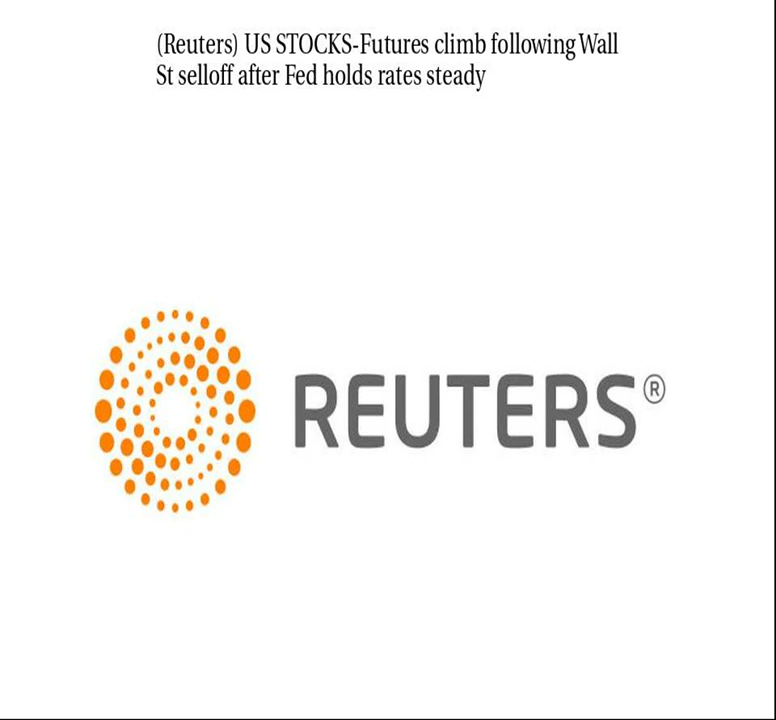 (Reuters) US STOCKS-Futures climb following Wall
St selloff after Fed holds rates steady
REUTERS®